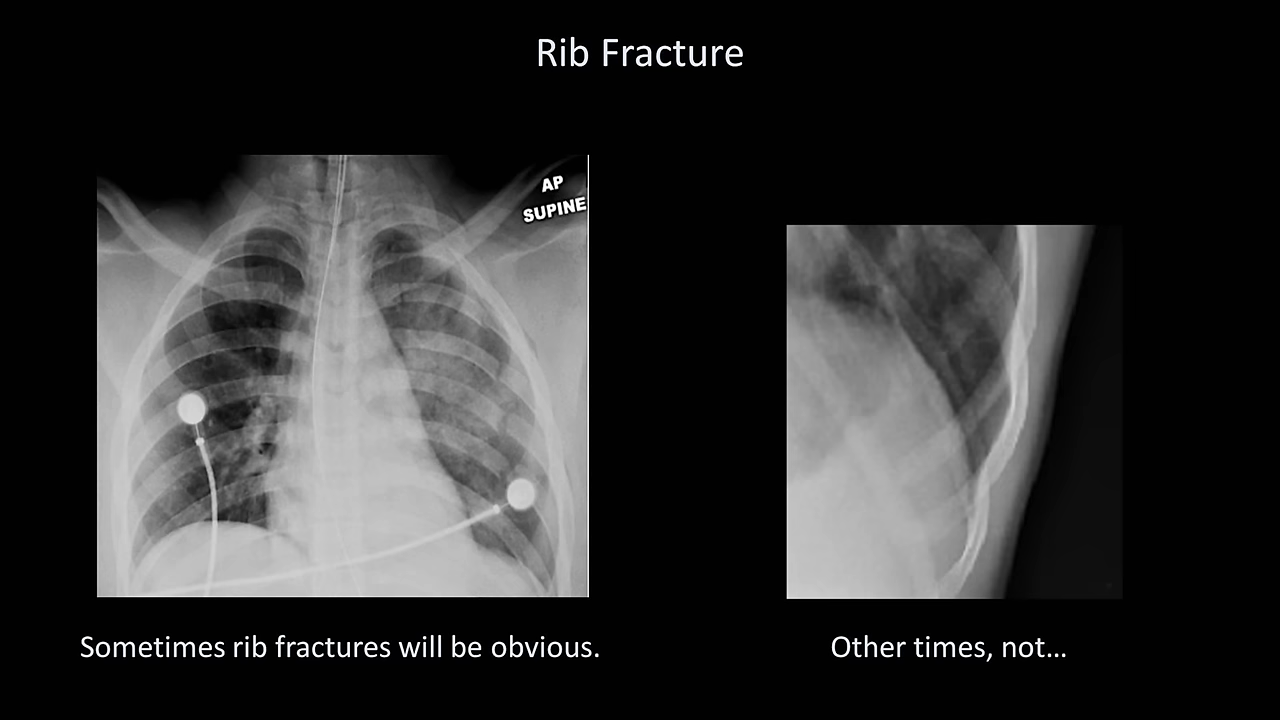 Rib Fracture
AP
SUPINE
Sometimes rib fractures will be obvious.
Other times, not...